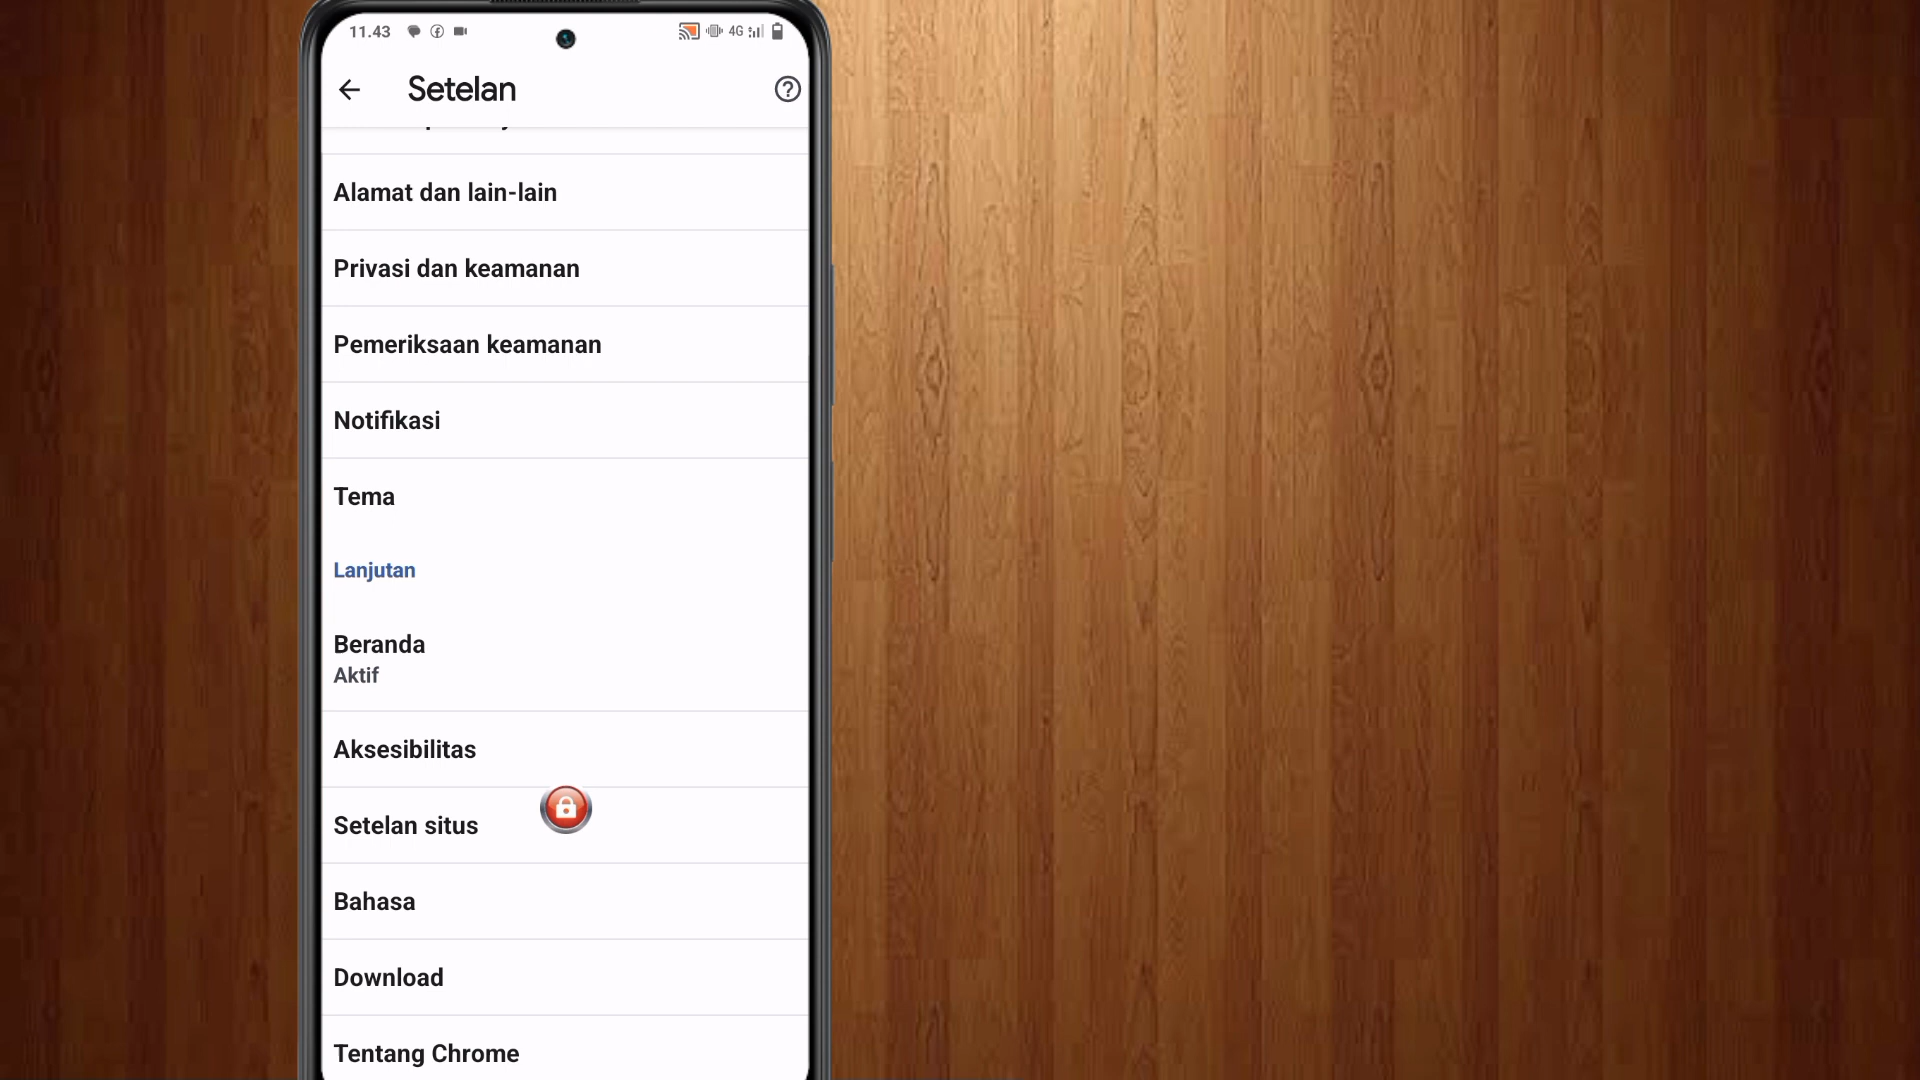 11.43
4G
Setelan
Alamat dan lain-lain
Privasi dan keamanan
Pemeriksaan keamanan
Notifikasi
Tema
Lanjutan
Beranda
Aktif
Aksesibilitas
Setelan situs
Bahasa
Download
Tentang Chrome